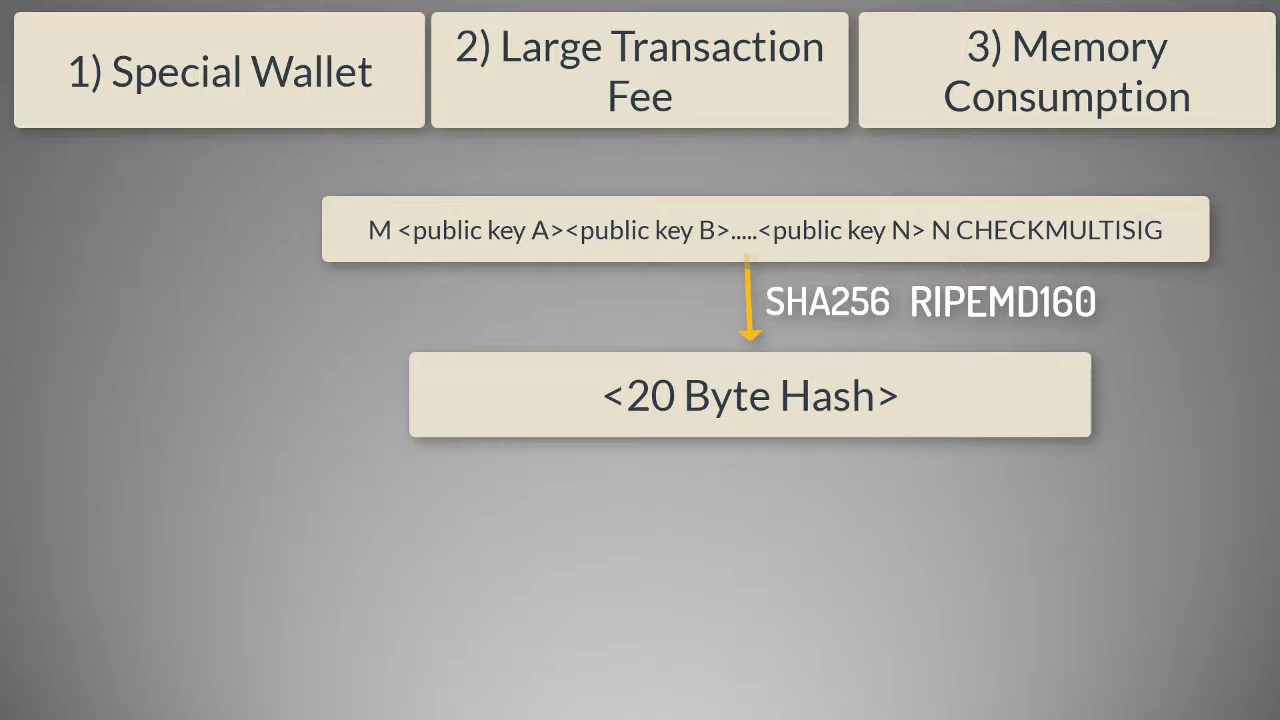 1) Special Wallet
2) Large Transaction
Fee
3) Memory
Consumption
M <public key A><public key B>.....<public key N> N CHECKMULTISIG
SHA256 RIPEMD160
<20 Byte Hash>